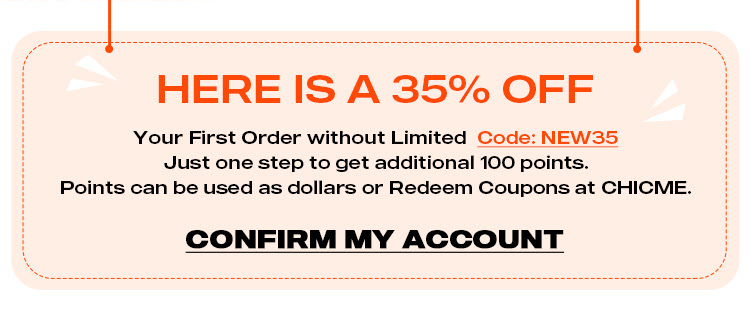 HERE IS A 35% OFF
Your First Order without Limited Code: NEW35
Just one step to get additional 100 points.
Points can be used as dollars or Redeem Coupons at CHICME.
CONFIRM MY ACCOUNT